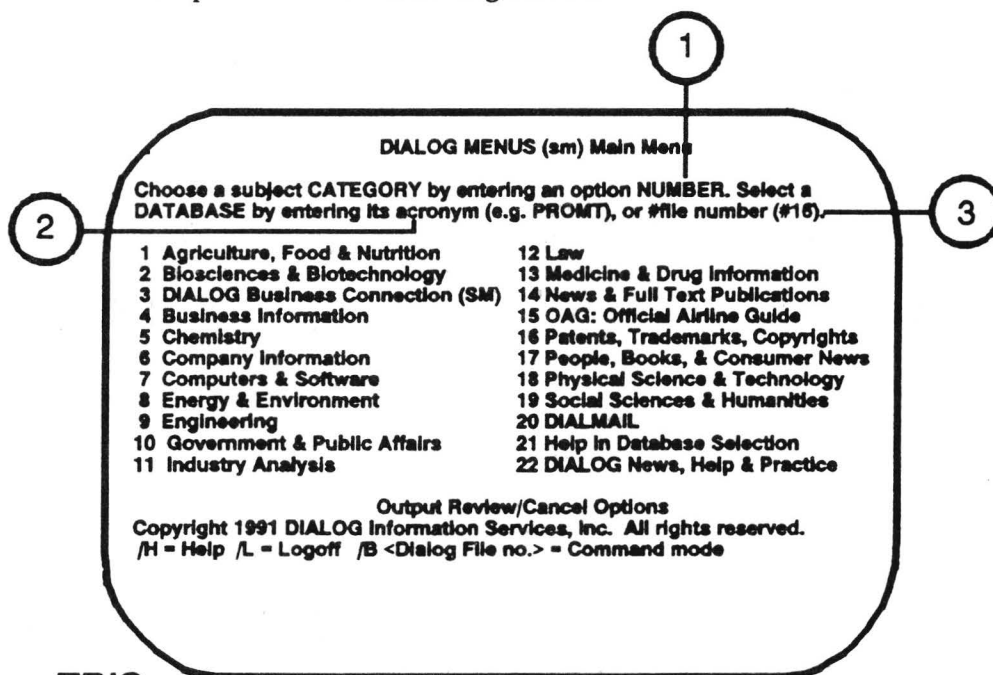 1
DIALOG MENUS (sm) Main Menu
Choose a subject CATEGORY by entering an option NUMBER. Select a
DATABASE by entering its acronym (e.g. PROMT), or #file number (#16).
2
3
1 Agriculture, Food & Nutrition
2 Biosciences & Biotechnology
3 DIALOG Business Connection (SM)
4 Business Information
5 Chemistry
6 Company Information
7 Computers & Software
8 Energy & Environment
9 Engineering
10 Government & Public Affairs
11 Industry Analysis
12 Law
13 Medicine & Drug Information
14 News & Full Text Publications
15 OAG: Official Airline Guide
16 Patents, Trademarks, Copyrights
17 People, Books, & Consumer News
18 Physical Science & Technology
19 Social Sciences & Humanities
20 DIALMAIL
21 Help in Database Selection
22 DIALOG News, Help & Practice
Output Review/Cancel Options
Copyright 1991 DIALOG Information Services, Inc. All rights reserved.
/H = Help /L = Logoff /B <Dialog File no.> = Command mode